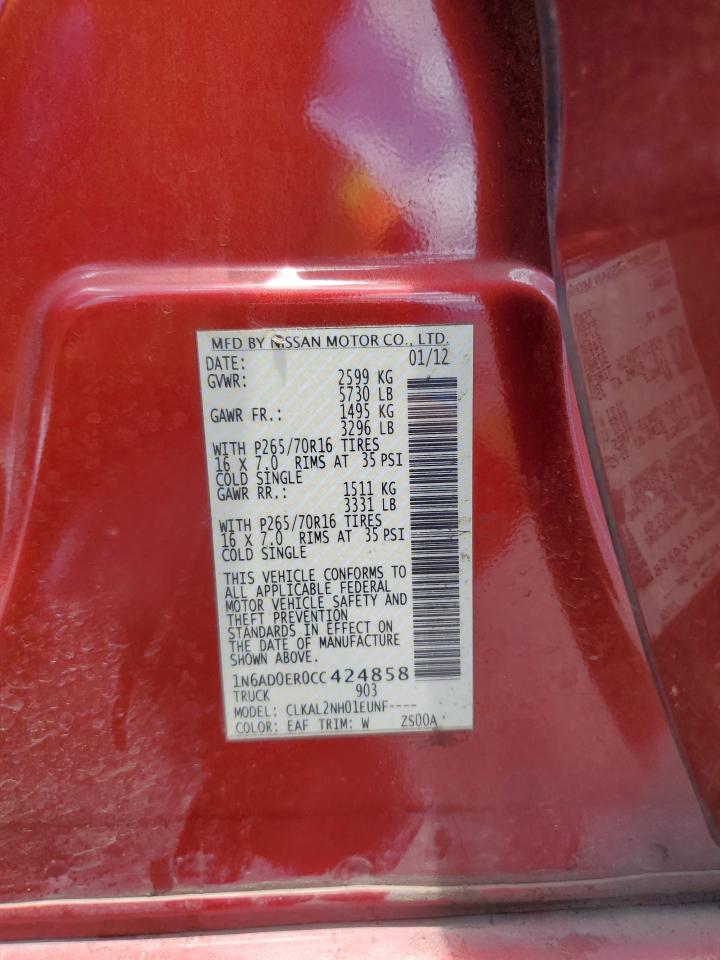 MFD BY NISSAN MOTOR CO., LTD.
DATE: 01/12
GVWR: 2599 KG
5730 LB
GAWR FR.: 1495 KG
3296 LB
WITH P265/70R16 TIRES
16 X 7.0 RIMS AT 35 PSI
COLD SINGLE
GAWR RR.: 1511 KG
3331 LB
WITH P265/70R16 TIRES
16 X 7.0 RIMS AT 35 PSI
COLD SINGLE
THIS VEHICLE CONFORMS TO
ALL APPLICABLE FEDERAL
MOTOR VEHICLE SAFETY AND
THEFT PREVENTION
STANDARDS IN EFFECT ON
THE DATE OF MANUFACTURE
SHOWN ABOVE.
1N6AD0ER0CC424858
TRUCK 903
MODEL: CLKAL2NH01EUNF----
COLOR: EAF TRIM: W ZS00A